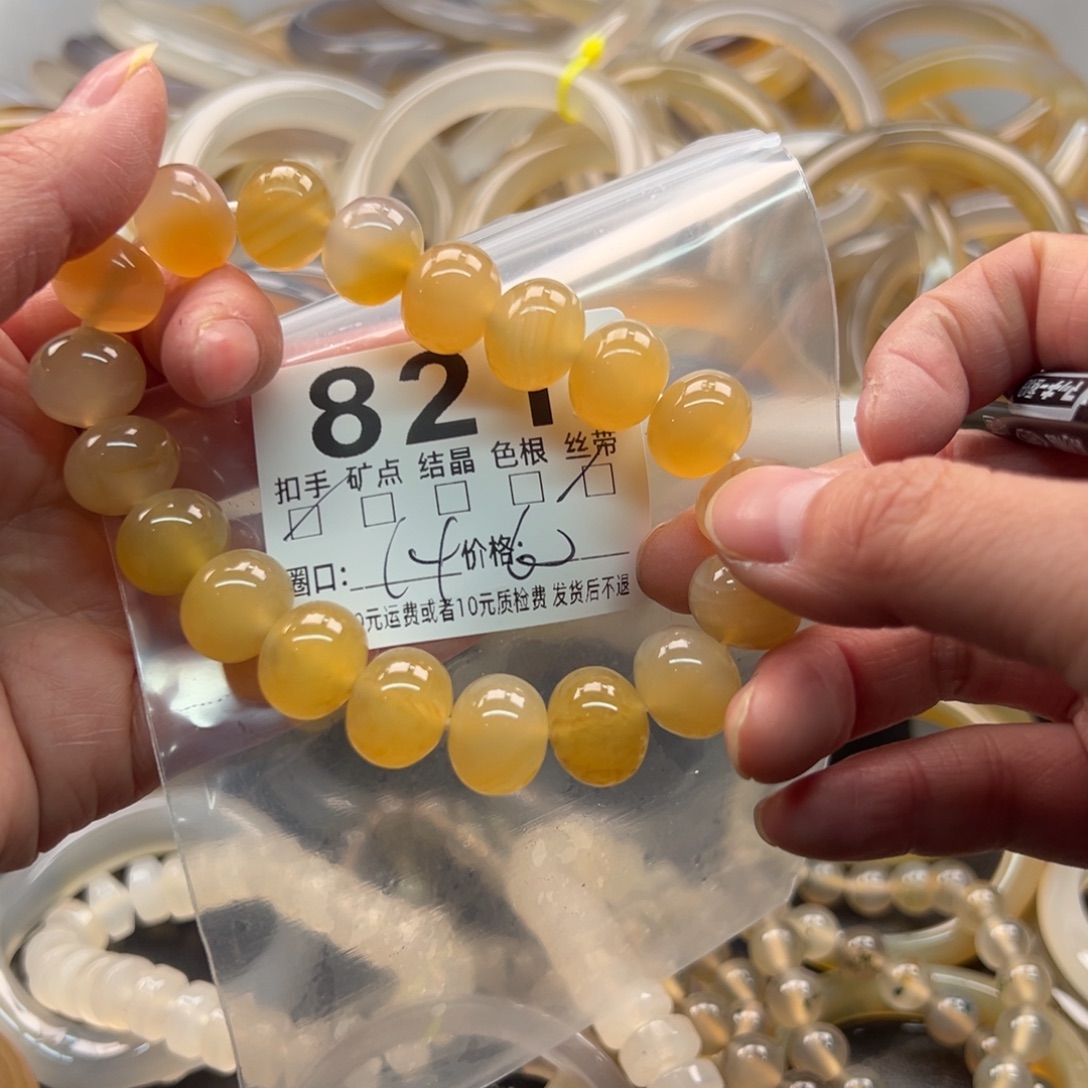 82
扣手 矿点 结晶 色根 丝带
圈口: 价格:
0元运费或者10元质检费 发货后不退